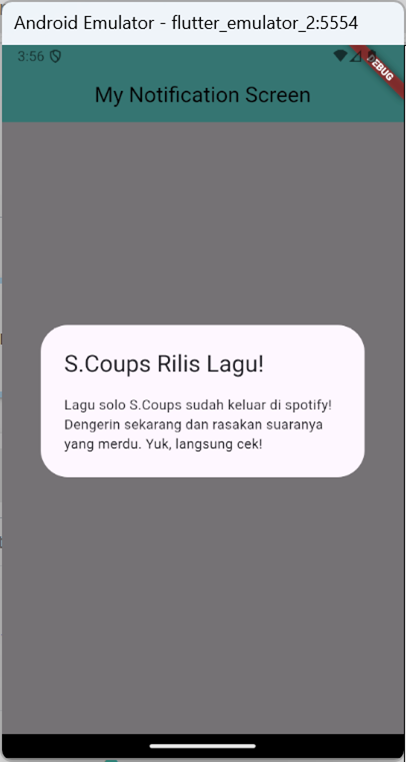 Android Emulator - flutter_emulator_2:5554
3:56
My Notification Screen
S.Coups Rilis Lagu!
Lagu solo S.Coups sudah keluar di spotify!
Dengerin sekarang dan rasakan suaranya
yang merdu. Yuk, langsung cek!